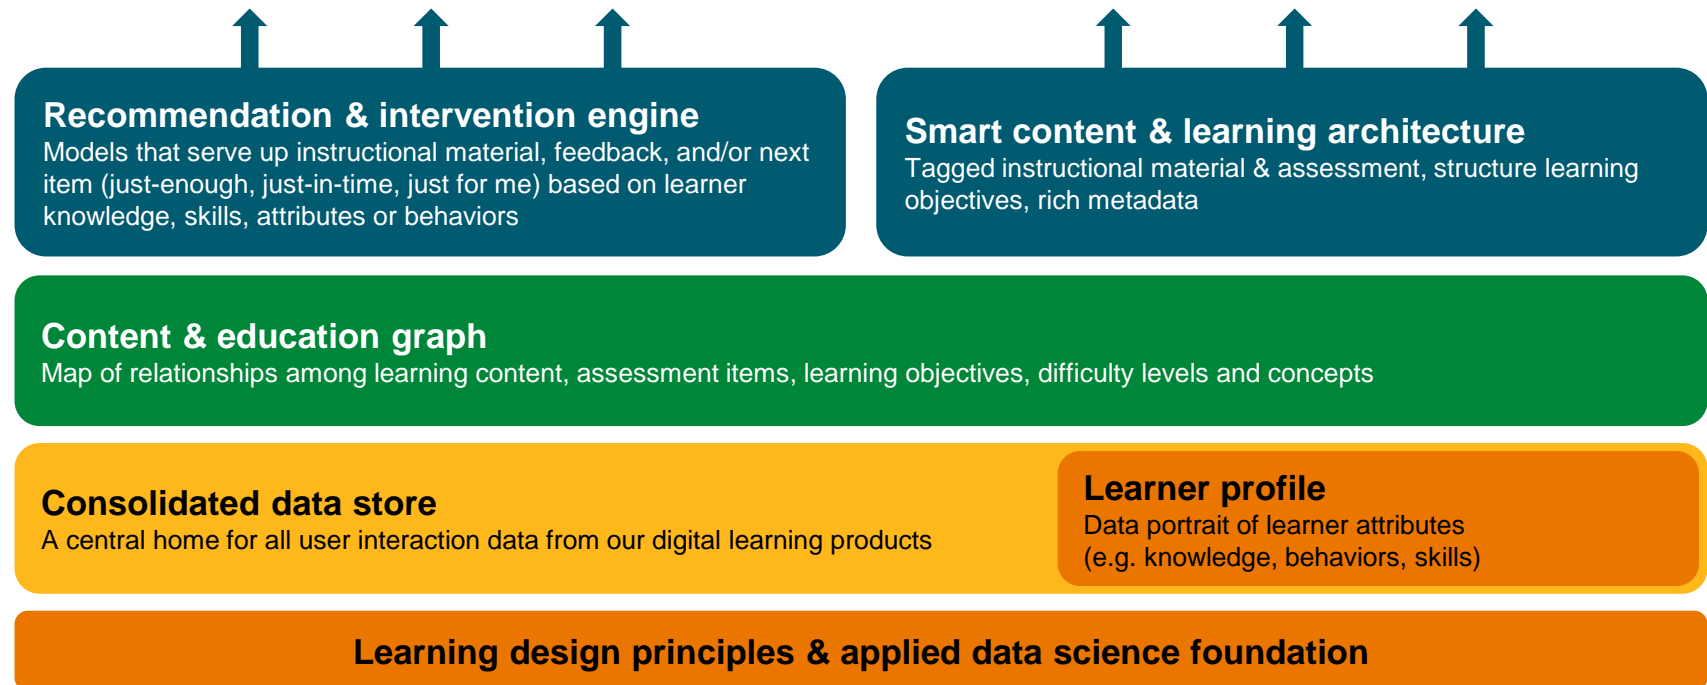 Recommendation & intervention engine
Models that serve up instructional material, feedback, and/or next
item (just-enough, just-in-time, just for me) based on learner
knowledge, skills, attributes or behaviors
Smart content & learning architecture
Tagged instructional material & assessment, structure learning
objectives, rich metadata
Content & education graph
Map of relationships among learning content, assessment items, learning objectives, difficulty levels and concepts
Consolidated data store
A central home for all user interaction data from our digital learning products
Learner profile
Data portrait of learner attributes
(e.g. knowledge, behaviors, skills)
Learning design principles & applied data science foundation